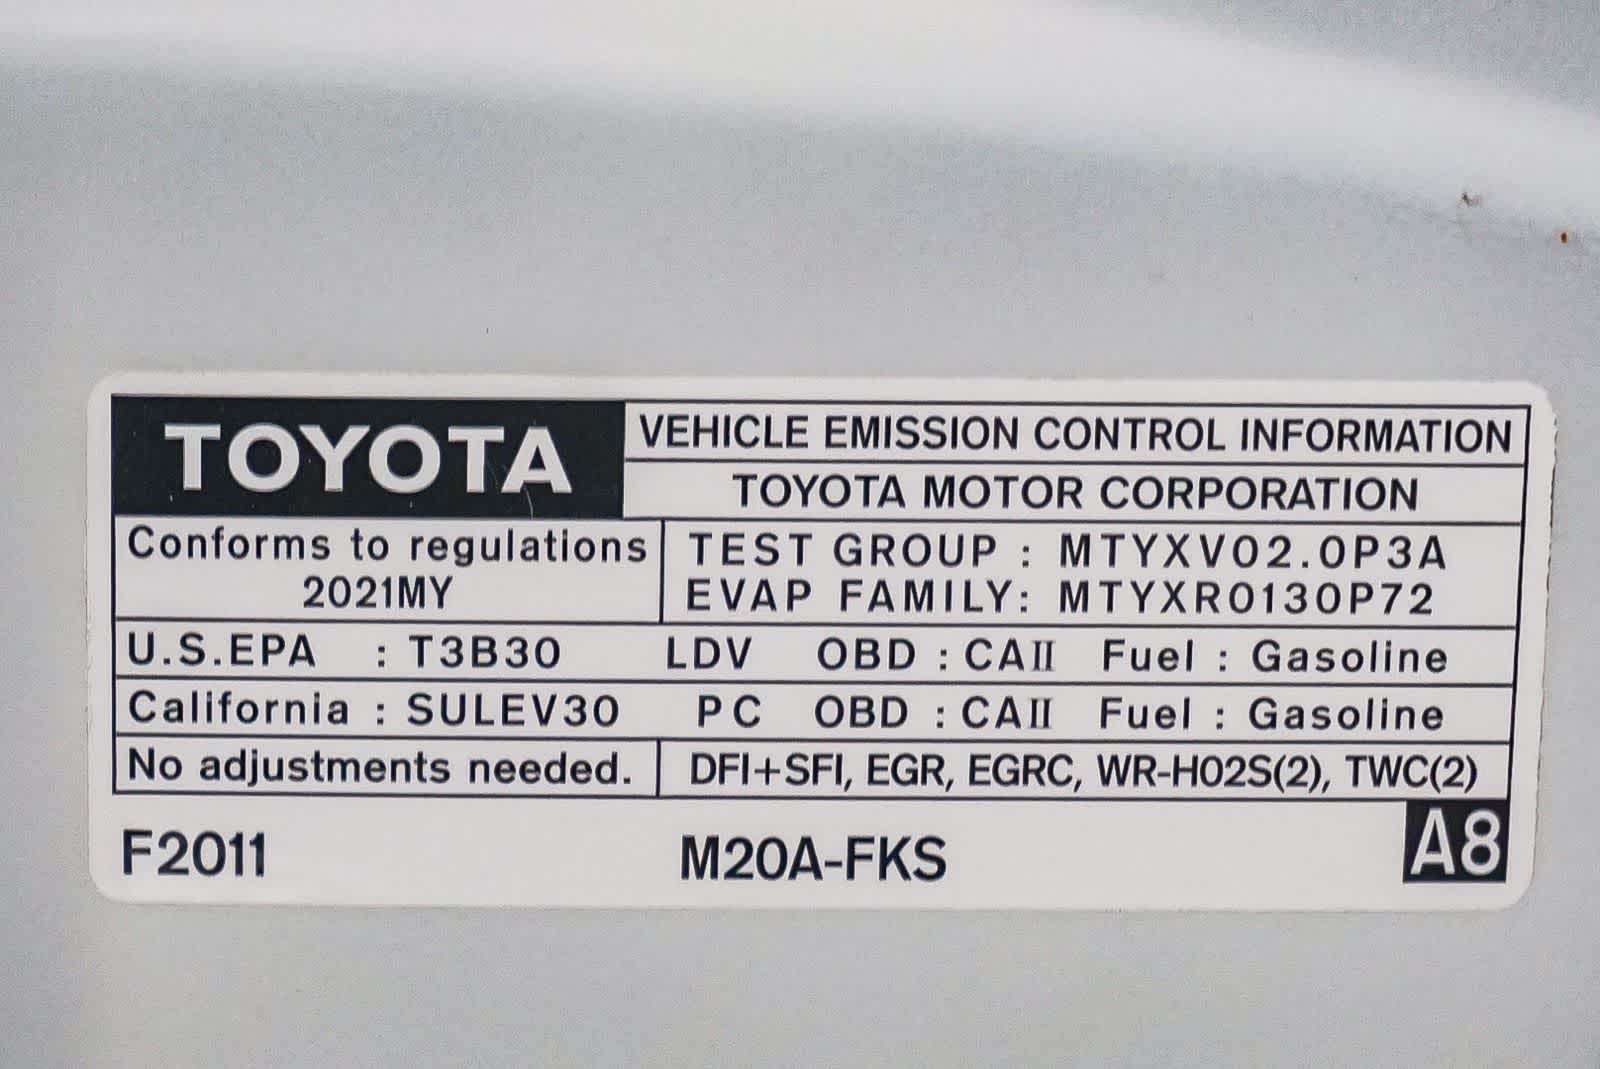 TOYOTA
VEHICLE EMISSION CONTROL INFORMATION
TOYOTA MOTOR CORPORATION
Conforms to regulations
2021MY
TEST GROUP : MTYXV02.0P3A
EVAP FAMILY: MTYXR0130P72
U.S.EPA : T3B30 LDV OBD : CAII Fuel : Gasoline
California : SULEV30 PC OBD : CAII Fuel : Gasoline
No adjustments needed. DFI+SFI, EGR, EGRC, WR-HO2S(2), TWC(2)
F2011 M20A-FKS A8